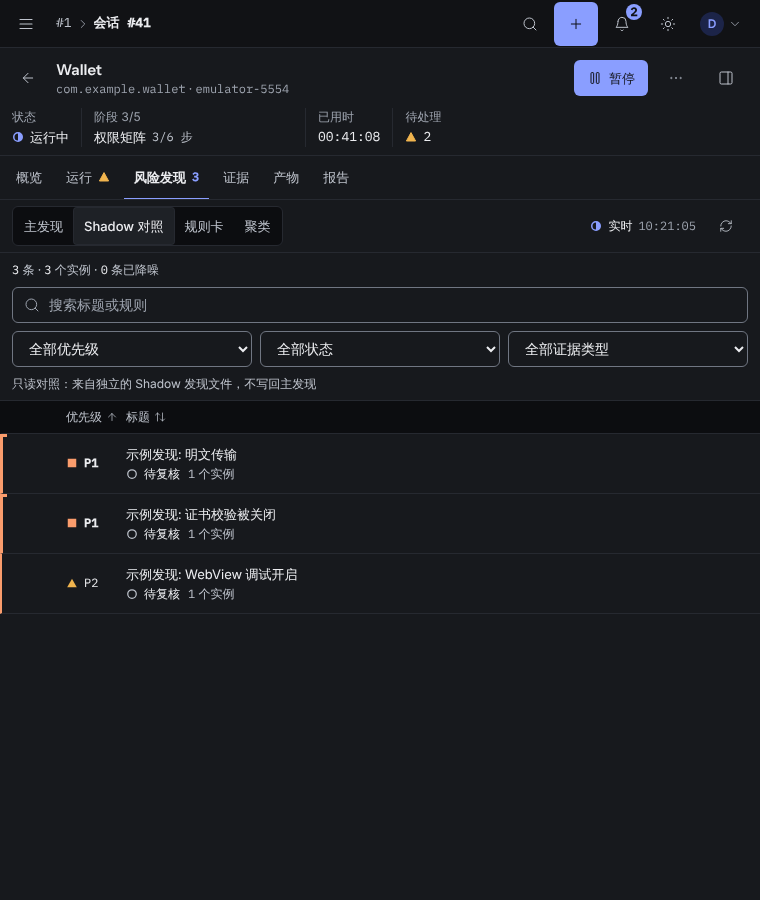 #1 会话 #41 2 D
Wallet
com.example.wallet · emulator-5554
暂停
状态 阶段 3/5 已用时 待处理
运行中 权限矩阵 3/6 步 00:41:08 2
概览 运行 风险发现 3 证据 产物 报告
主发现 Shadow 对照 规则卡 聚类 实时 10:21:05
3 条 · 3 个实例 · 0 条已降噪
搜索标题或规则
全部优先级 全部状态 全部证据类型
只读对照：来自独立的 Shadow 发现文件，不写回主发现
优先级 标题
P1 示例发现: 明文传输
待复核 1 个实例
P1 示例发现: 证书校验被关闭
待复核 1 个实例
P2 示例发现: WebView 调试开启
待复核 1 个实例